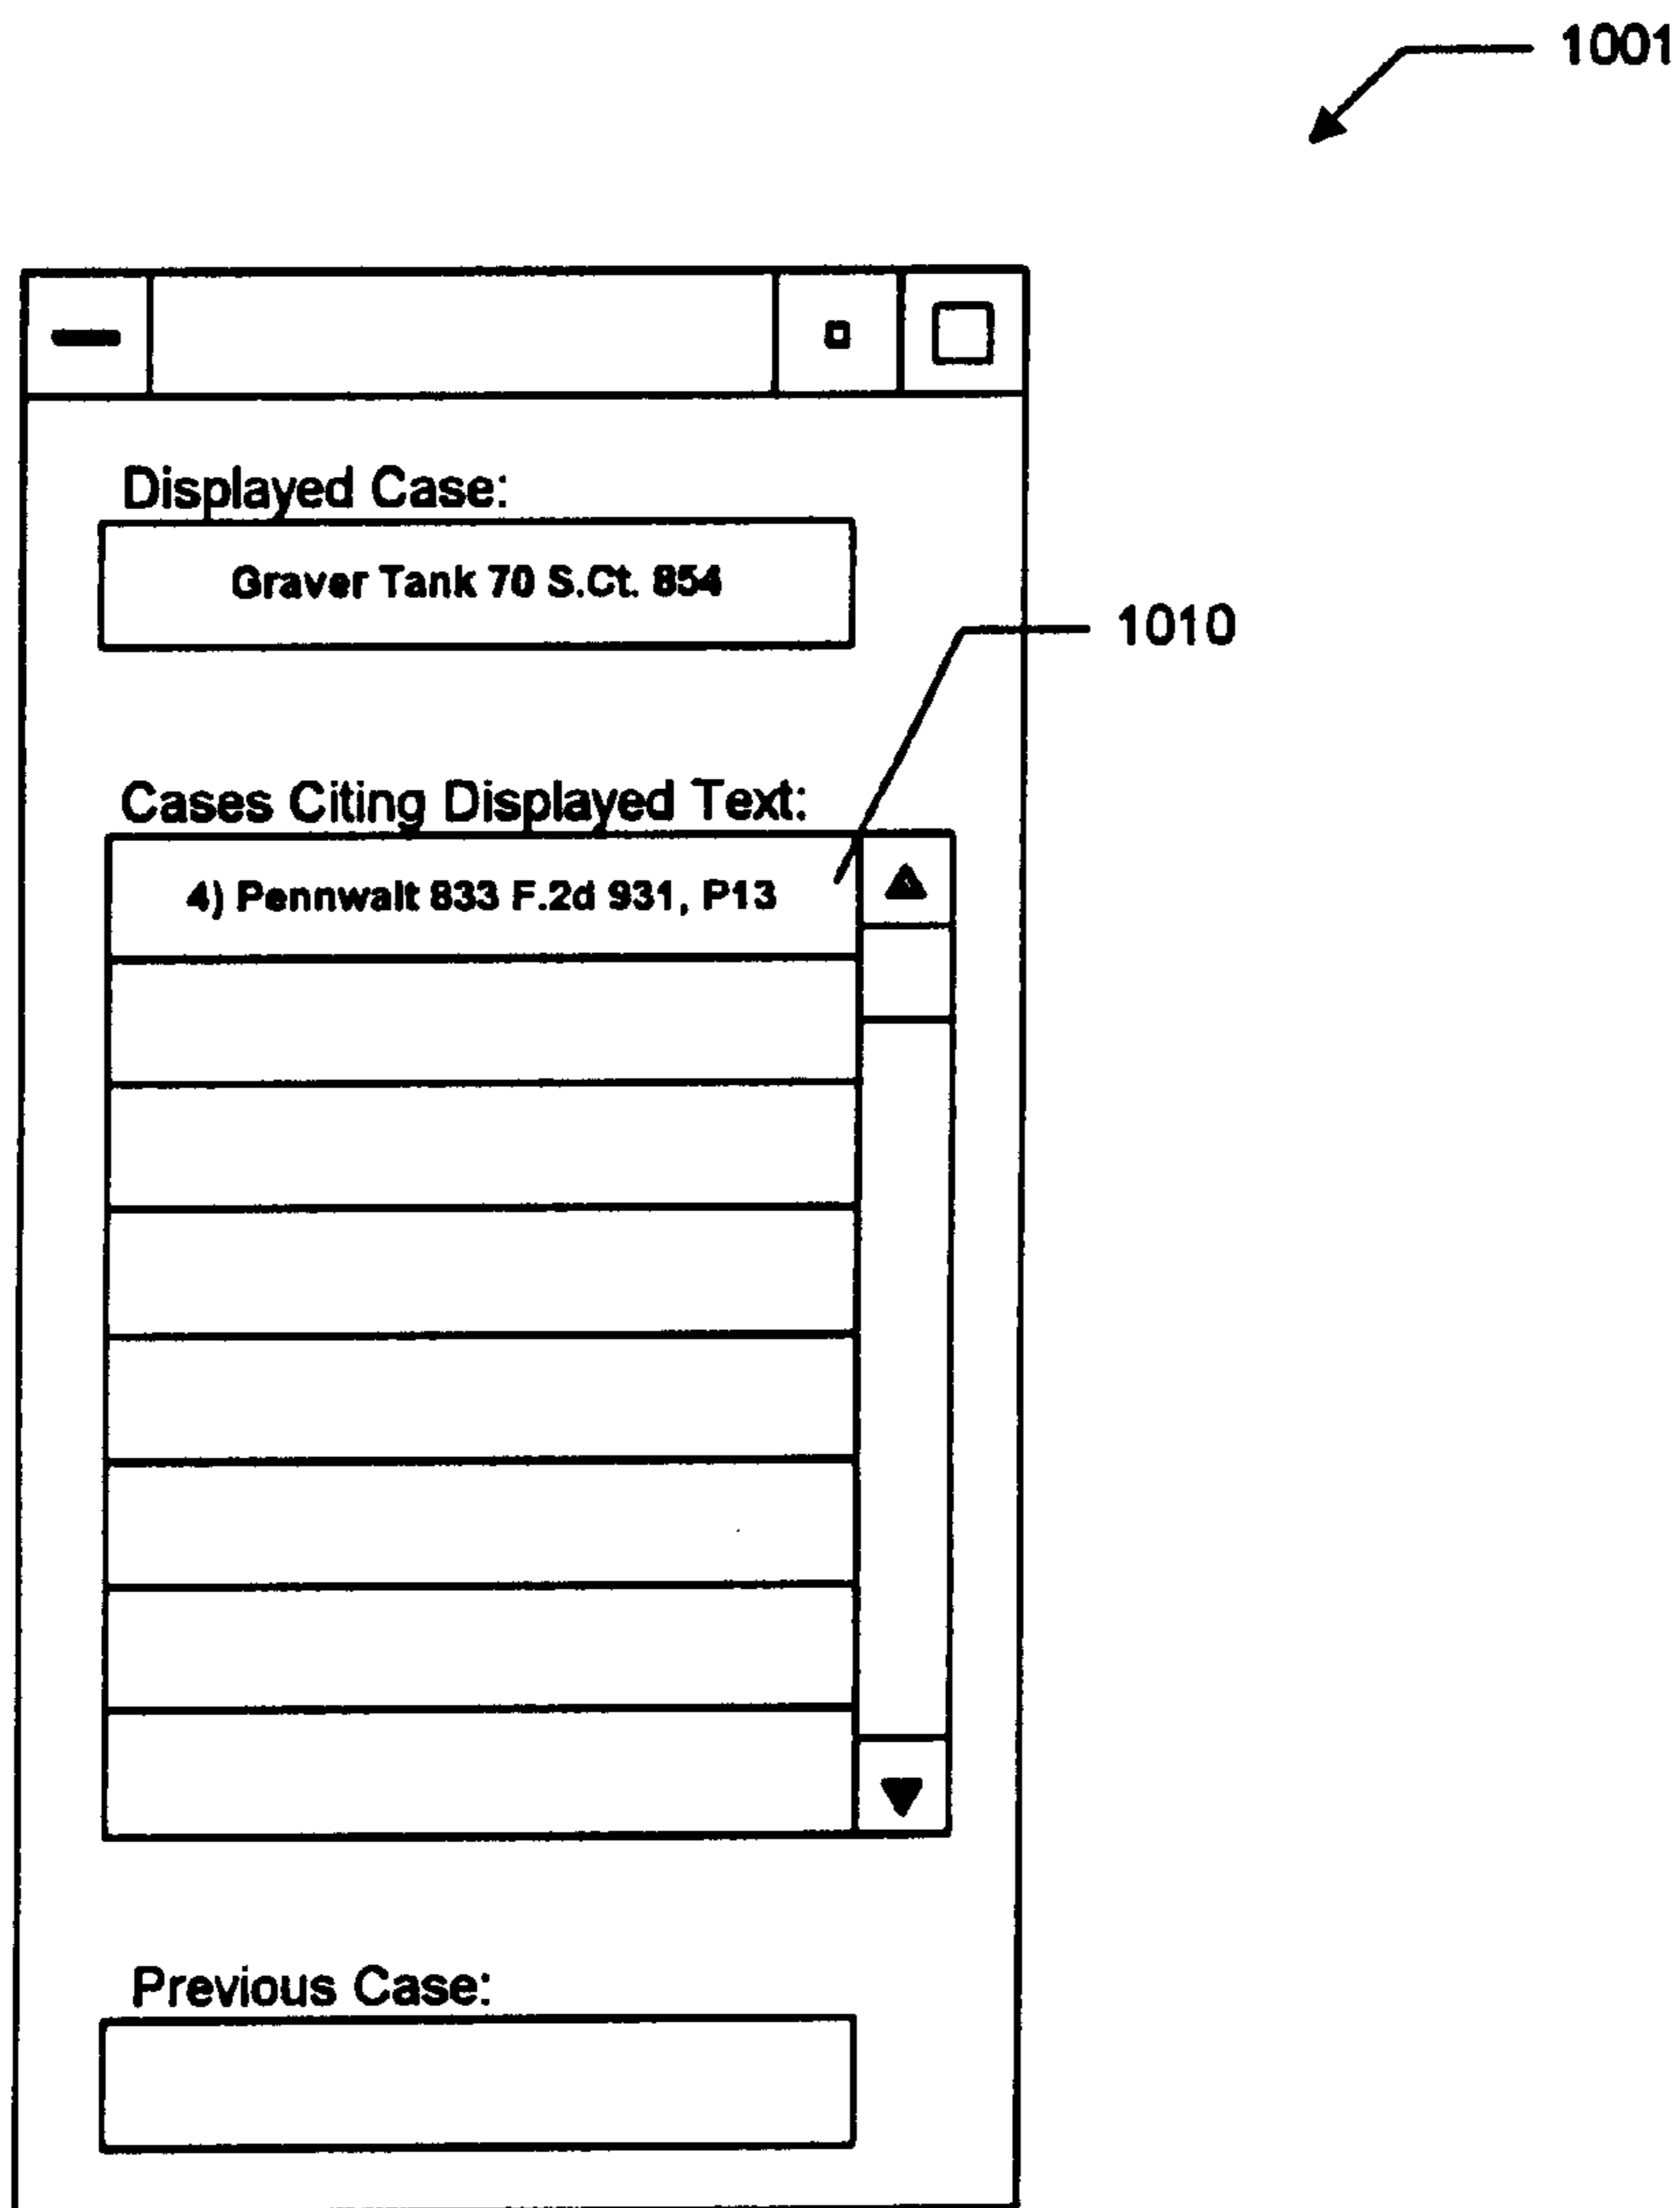 1001
Displayed Case:
Graver Tank 70 S.Ct. 854
1010
Cases Citing Displayed Text:
4) Pennwalt 833 F.2d 931, P13
Previous Case: